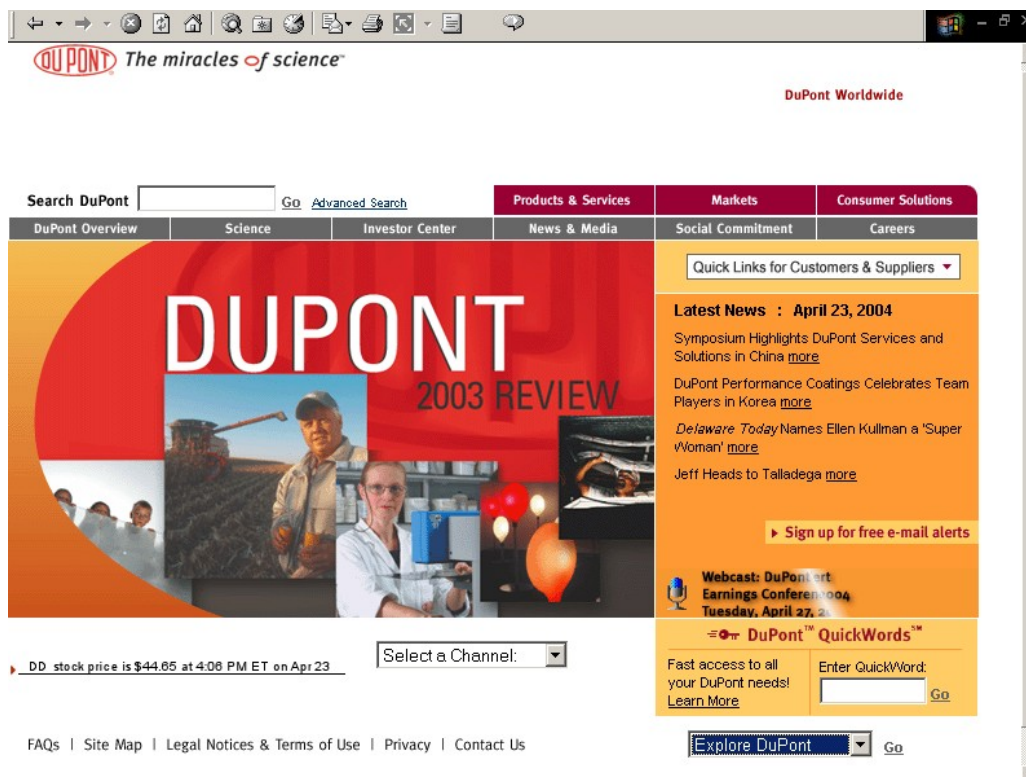 DU PONT The miracles of science™
DuPont Worldwide
Search DuPont Go Advanced Search
Products & Services Markets Consumer Solutions
DuPont Overview Science Investor Center News & Media Social Commitment Careers
Quick Links for Customers & Suppliers
DUPONT
2003 REVIEW
Latest News : April 23, 2004
Symposium Highlights DuPont Services and
Solutions in China more
DuPont Performance Coatings Celebrates Team
Players in Korea more
Delaware Today Names Ellen Kullman a 'Super
Woman' more
Jeff Heads to Talladega more
Sign up for free e-mail alerts
Webcast: DuPont
Earnings
Tuesday, April 27,
DuPont™ QuickWords℠
Fast access to all
your DuPont needs!
Learn More
Enter QuickWord:
Go
DD stock price is $44.65 at 4:06 PM ET on Apr 23
Select a Channel:
FAQs | Site Map | Legal Notices & Terms of Use | Privacy | Contact Us
Explore DuPont Go